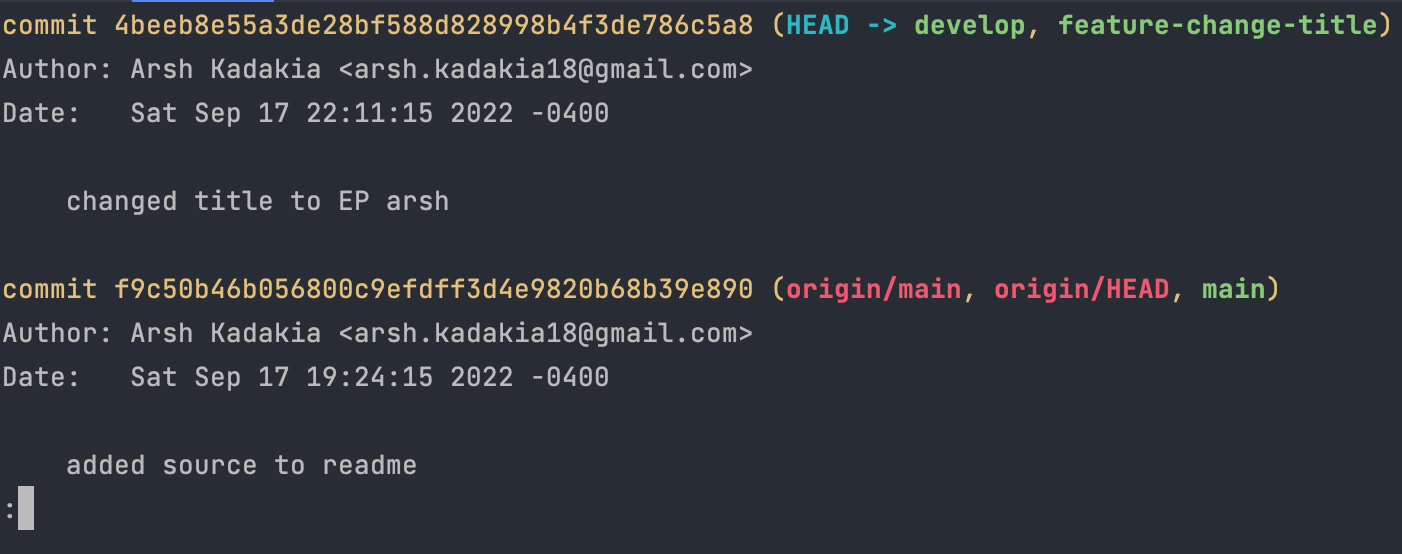 commit 4beeb8e55a3de28bf588d828998b4f3de786c5a8 (HEAD -> develop, feature-change-title)
Author: Arsh Kadakia <arsh.kadakia18@gmail.com>
Date:   Sat Sep 17 22:11:15 2022 -0400
    changed title to EP arsh
commit f9c50b46b056800c9efdff3d4e9820b68b39e890 (origin/main, origin/HEAD, main)
Author: Arsh Kadakia <arsh.kadakia18@gmail.com>
Date:   Sat Sep 17 19:24:15 2022 -0400
    added source to readme
: